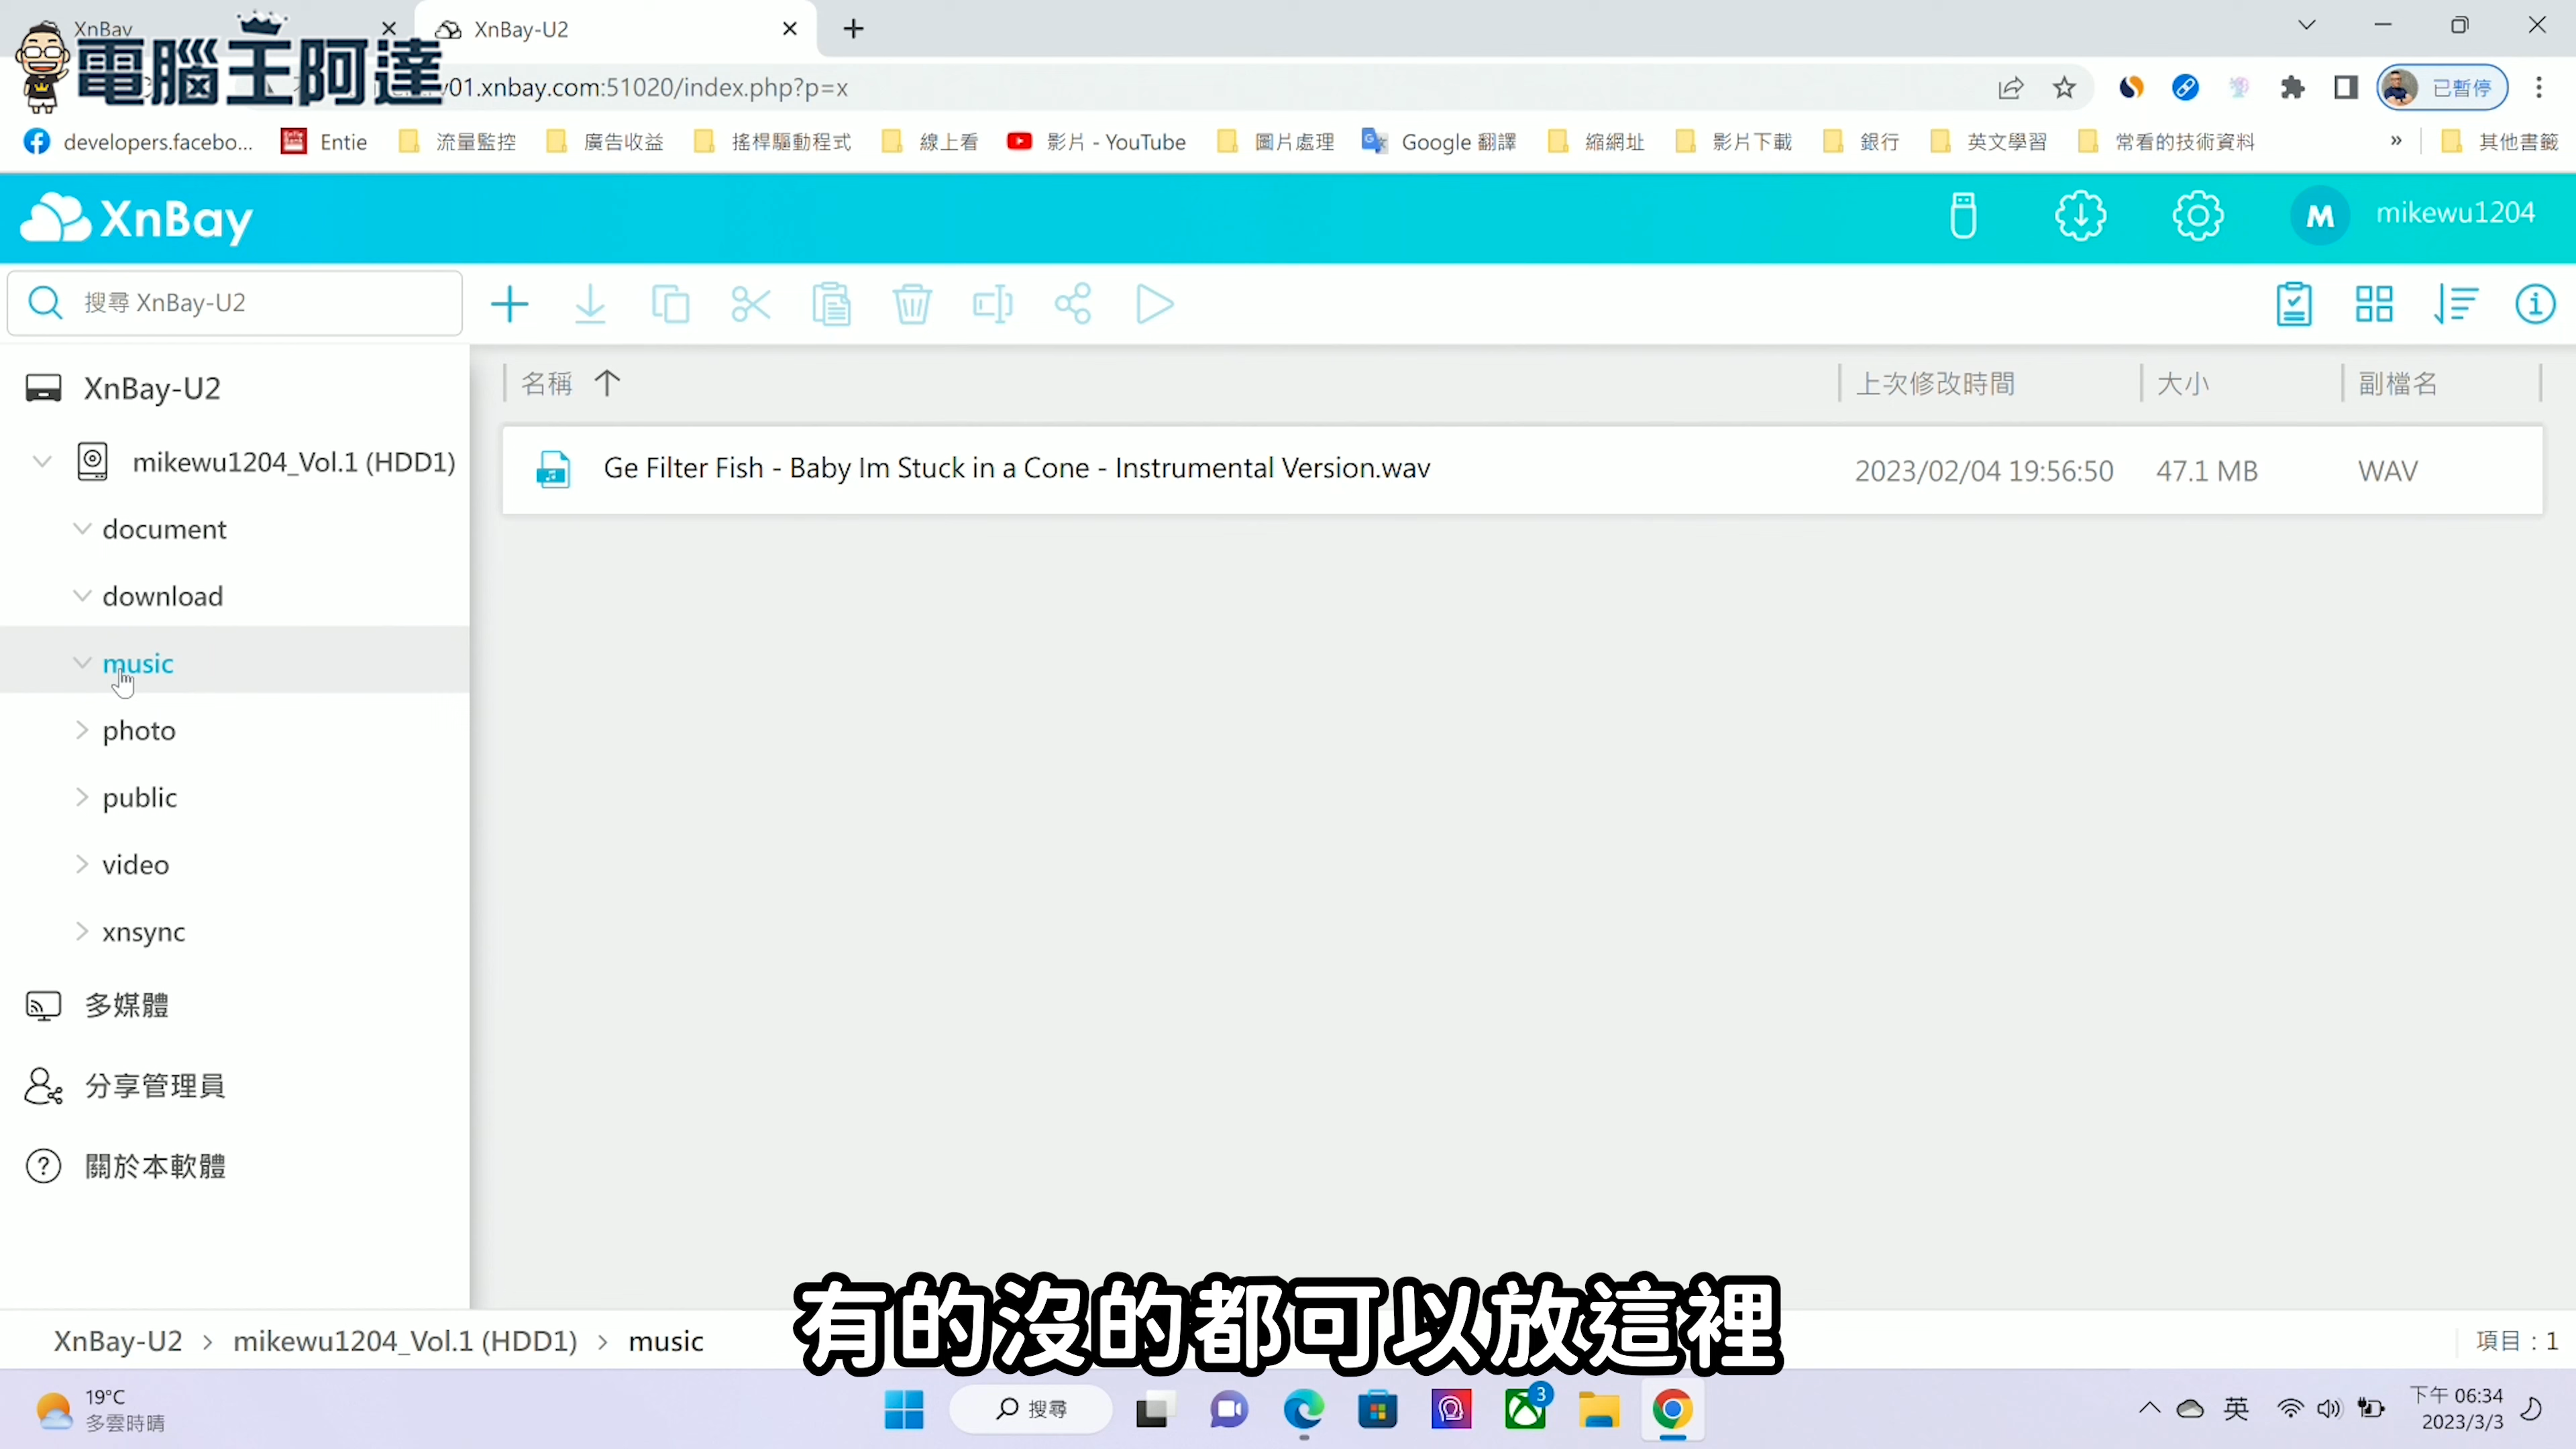 XnBay
XnBay-U2
電腦王阿達
01.xnbay.com:51020/index.php?p=x
已暫停
developers.facebo...
Entie
流量監控
廣告收益
搖桿驅動程式
線上看
影片 - YouTube
圖片處理
Google 翻譯
縮網址
影片下載
銀行
英文學習
常看的技術資料
»
其他書籤
XnBay
M
mikewu1204
搜尋 XnBay-U2
XnBay-U2
名稱
上次修改時間
大小
副檔名
mikewu1204_Vol.1 (HDD1)
Ge Filter Fish - Baby Im Stuck in a Cone - Instrumental Version.wav
2023/02/04 19:56:50
47.1 MB
WAV
document
download
music
photo
public
video
xnsync
多媒體
分享管理員
關於本軟體
有的沒的都可以放這裡
XnBay-U2 > mikewu1204_Vol.1 (HDD1) > music
項目：1
19°C
多雲時晴
搜尋
3
英
下午 06:34
2023/3/3